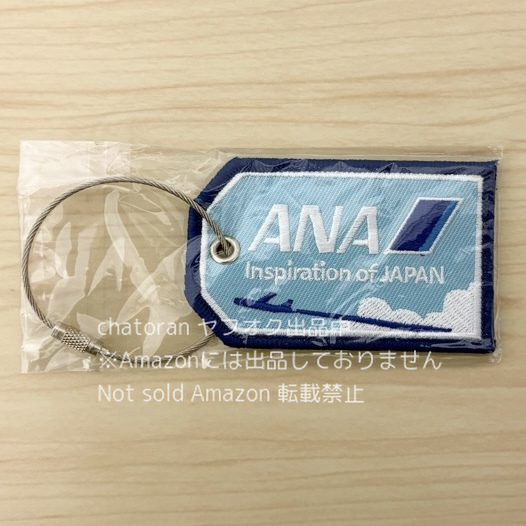 ANA
Inspiration of JAPAN
chatoran ヤフオク出品中
※Amazonには出品しておりません
Not sold Amazon 転載禁止